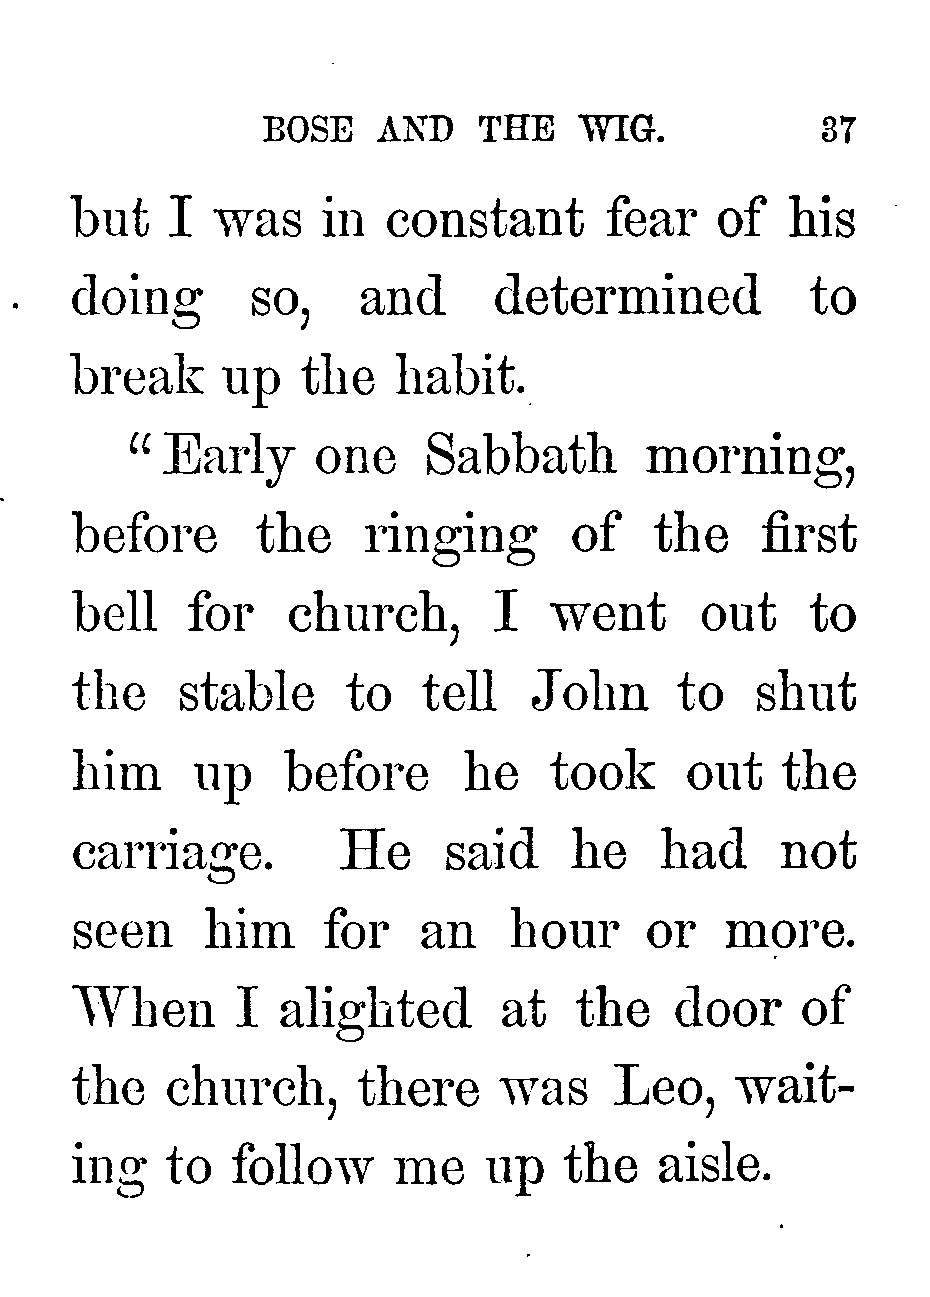 BOSE AND THE WIG. 37
but I was in constant fear of his
doing so, and determined to
break up the habit.
“Early one Sabbath morning,
before the ringing of the first
bell for church, I went out to
the stable to tell John to shut
him up before he took out the
carriage. He said he had not
seen him for an hour or more.
When I alighted at the door of
the church, there was Leo, wait-
ing to follow me up the aisle.